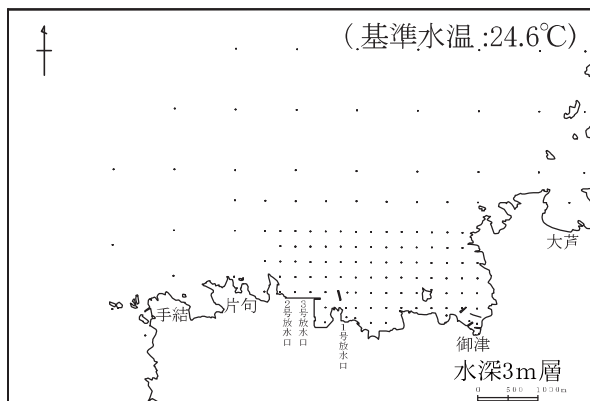 (基準水温:24.6℃)
大芦
手結
片句
2号放水口
3号放水口
1号放水口
御津
水深3m層
0 500 1000m